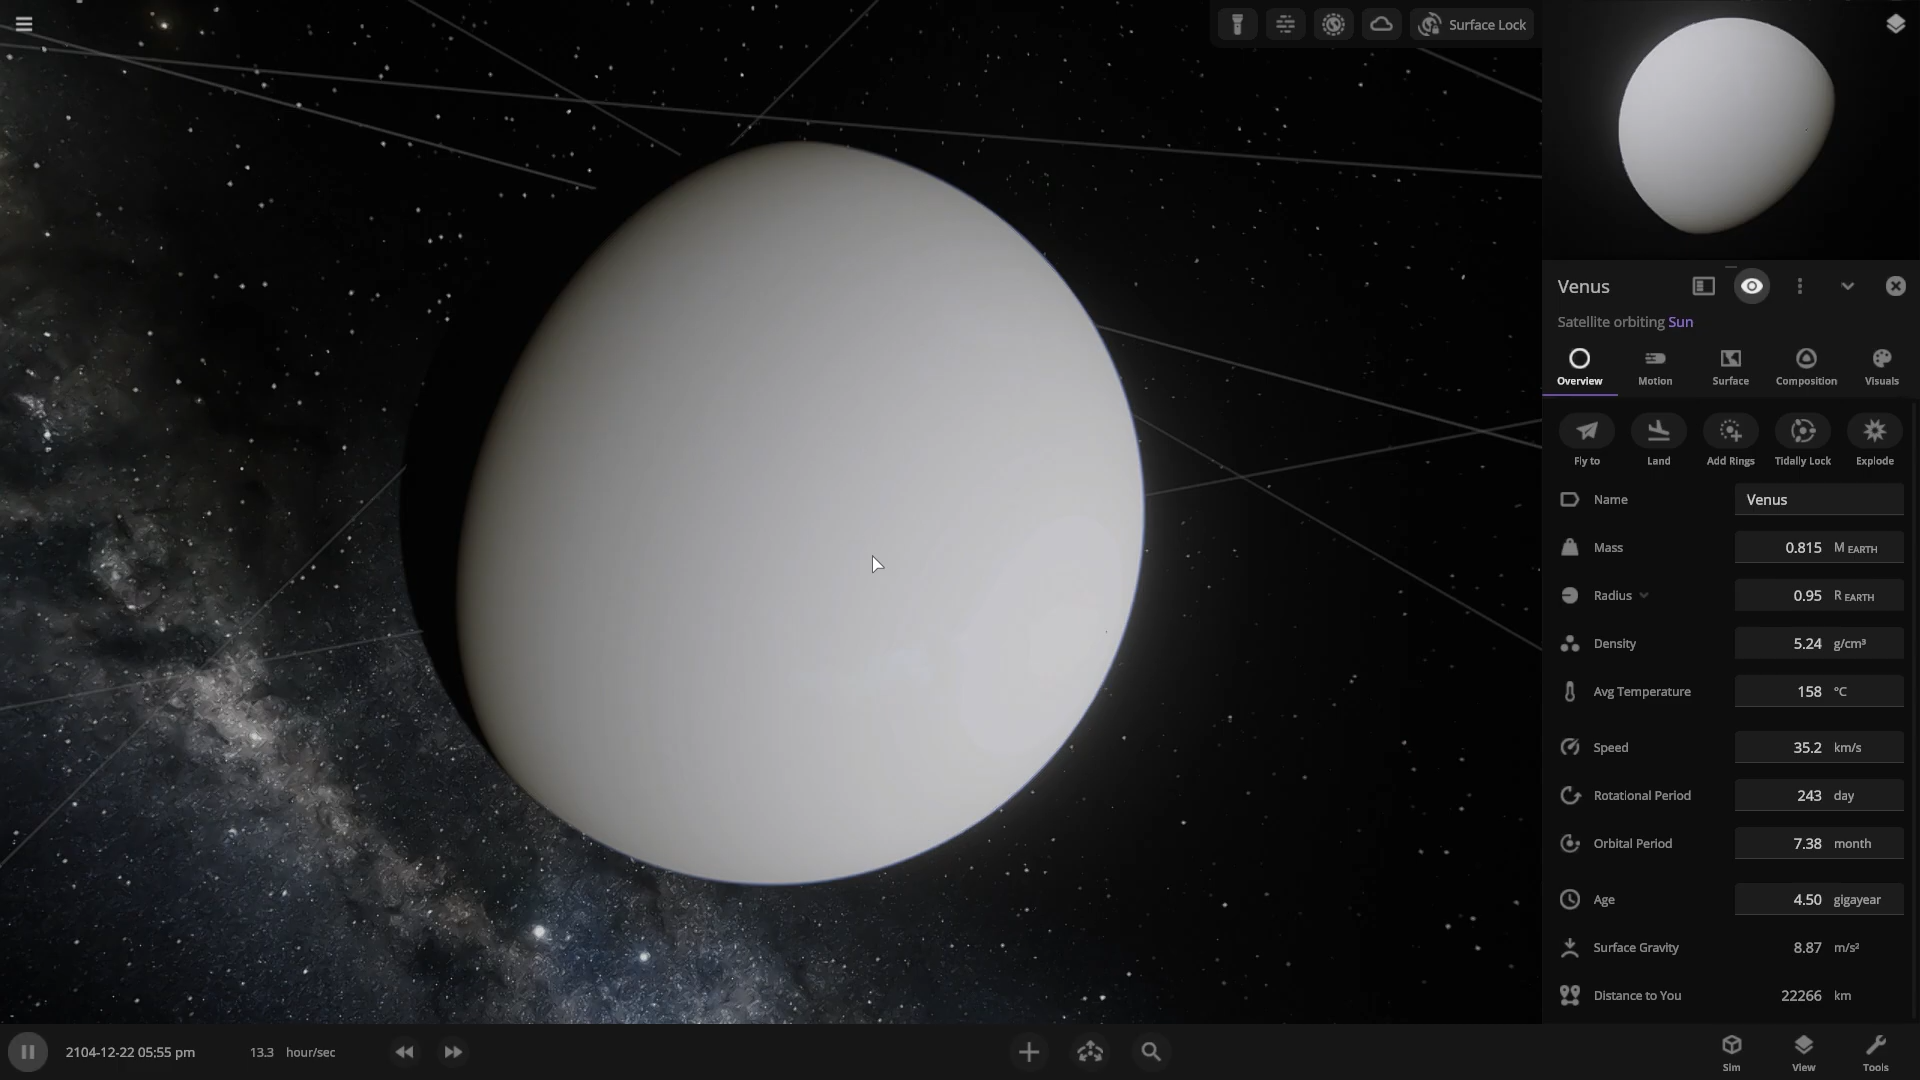 Surface Lock
Venus
Satellite orbiting Sun
Overview Motion Surface Composition Visuals
Fly to Land Add Rings Tidally Lock Explode
Name Venus
Mass 0.815 M EARTH
Radius 0.95 R EARTH
Density 5.24 g/cm³
Avg Temperature 158 °C
Speed 35.2 km/s
Rotational Period 243 day
Orbital Period 7.38 month
Age 4.50 gigayear
Surface Gravity 8.87 m/s²
Distance to You 22266 km
2104-12-22 05:55 pm 13.3 hour/sec
Sim View Tools